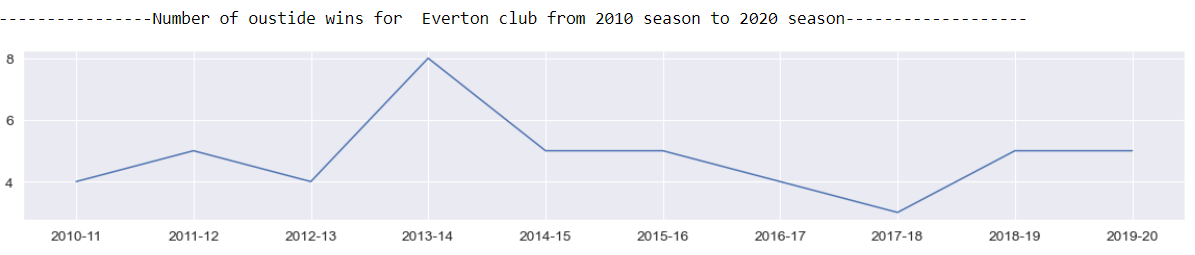 ----------------Number of oustide wins for  Everton club from 2010 season to 2020 season-------------------
8
6
4
2010-11 2011-12 2012-13 2013-14 2014-15 2015-16 2016-17 2017-18 2018-19 2019-20